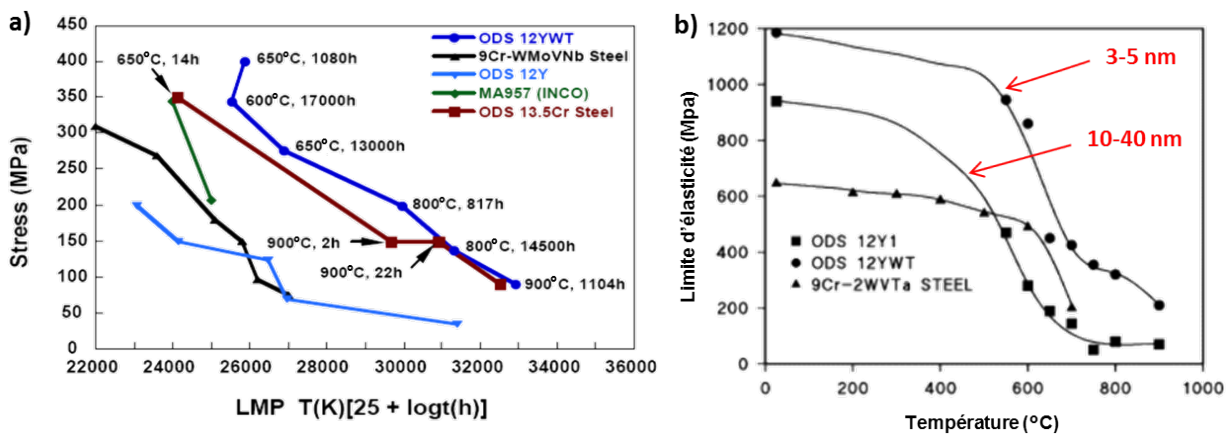 a)
450
400
350
300
250
200
150
100
50
0
Stress (MPa)
650°C, 14h
650°C, 1080h
600°C, 17000h
650°C, 13000h
800°C, 817h
900°C, 2h
800°C, 14500h
900°C, 22h
900°C, 1104h
ODS 12YWT
9Cr-WMoVNb Steel
ODS 12Y
MA957 (INCO)
ODS 13.5Cr Steel
22000 24000 26000 28000 30000 32000 34000 36000
LMP T(K)[25 + logt(h)]
b)
1200
1000
800
600
400
200
0
Limite d'élasticité (Mpa)
3-5 nm
10-40 nm
ODS 12Y1
ODS 12YWT
9Cr-2WVTa STEEL
0 200 400 600 800 1000
Température (°C)